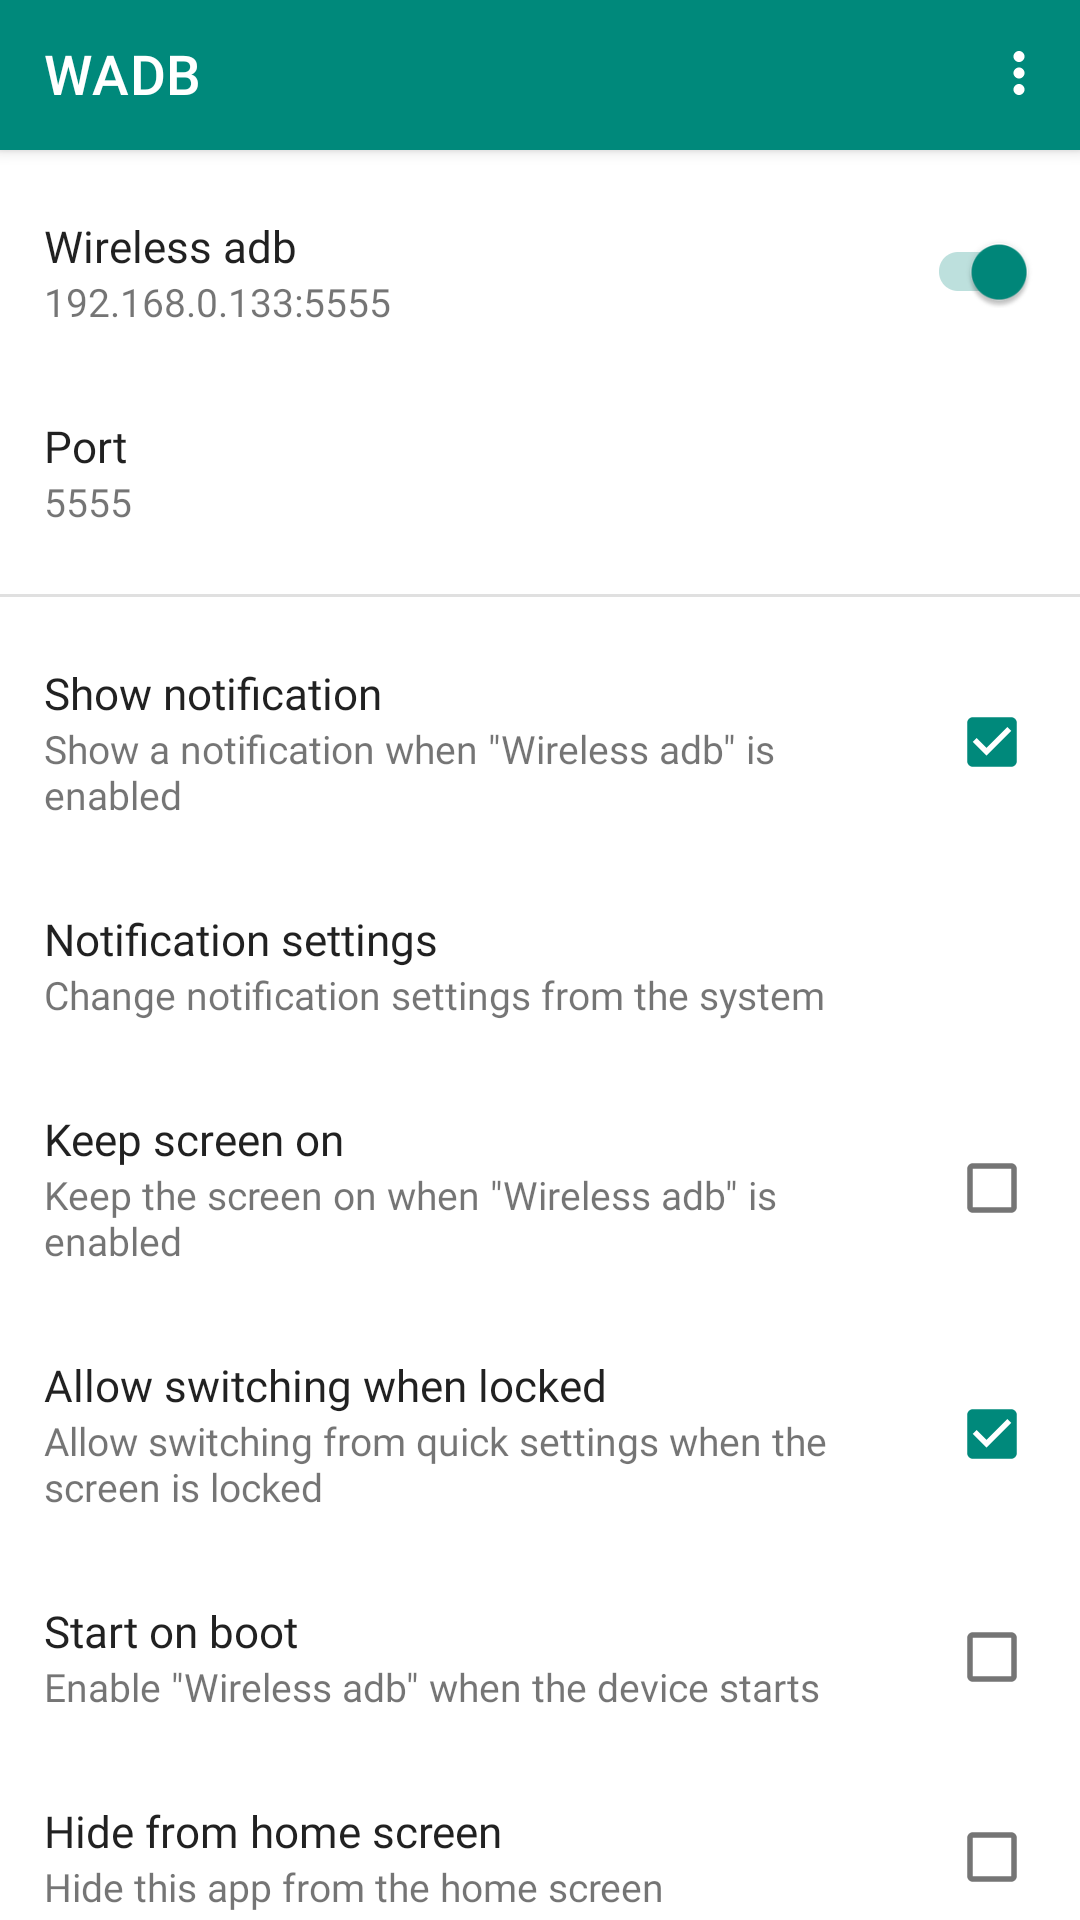 WADB
Wireless adb
192.168.0.133:5555
Port
5555
Show notification
Show a notification when "Wireless adb" is
enabled
Notification settings
Change notification settings from the system
Keep screen on
Keep the screen on when "Wireless adb" is
enabled
Allow switching when locked
Allow switching from quick settings when the
screen is locked
Start on boot
Enable "Wireless adb" when the device starts
Hide from home screen
Hide this app from the home screen